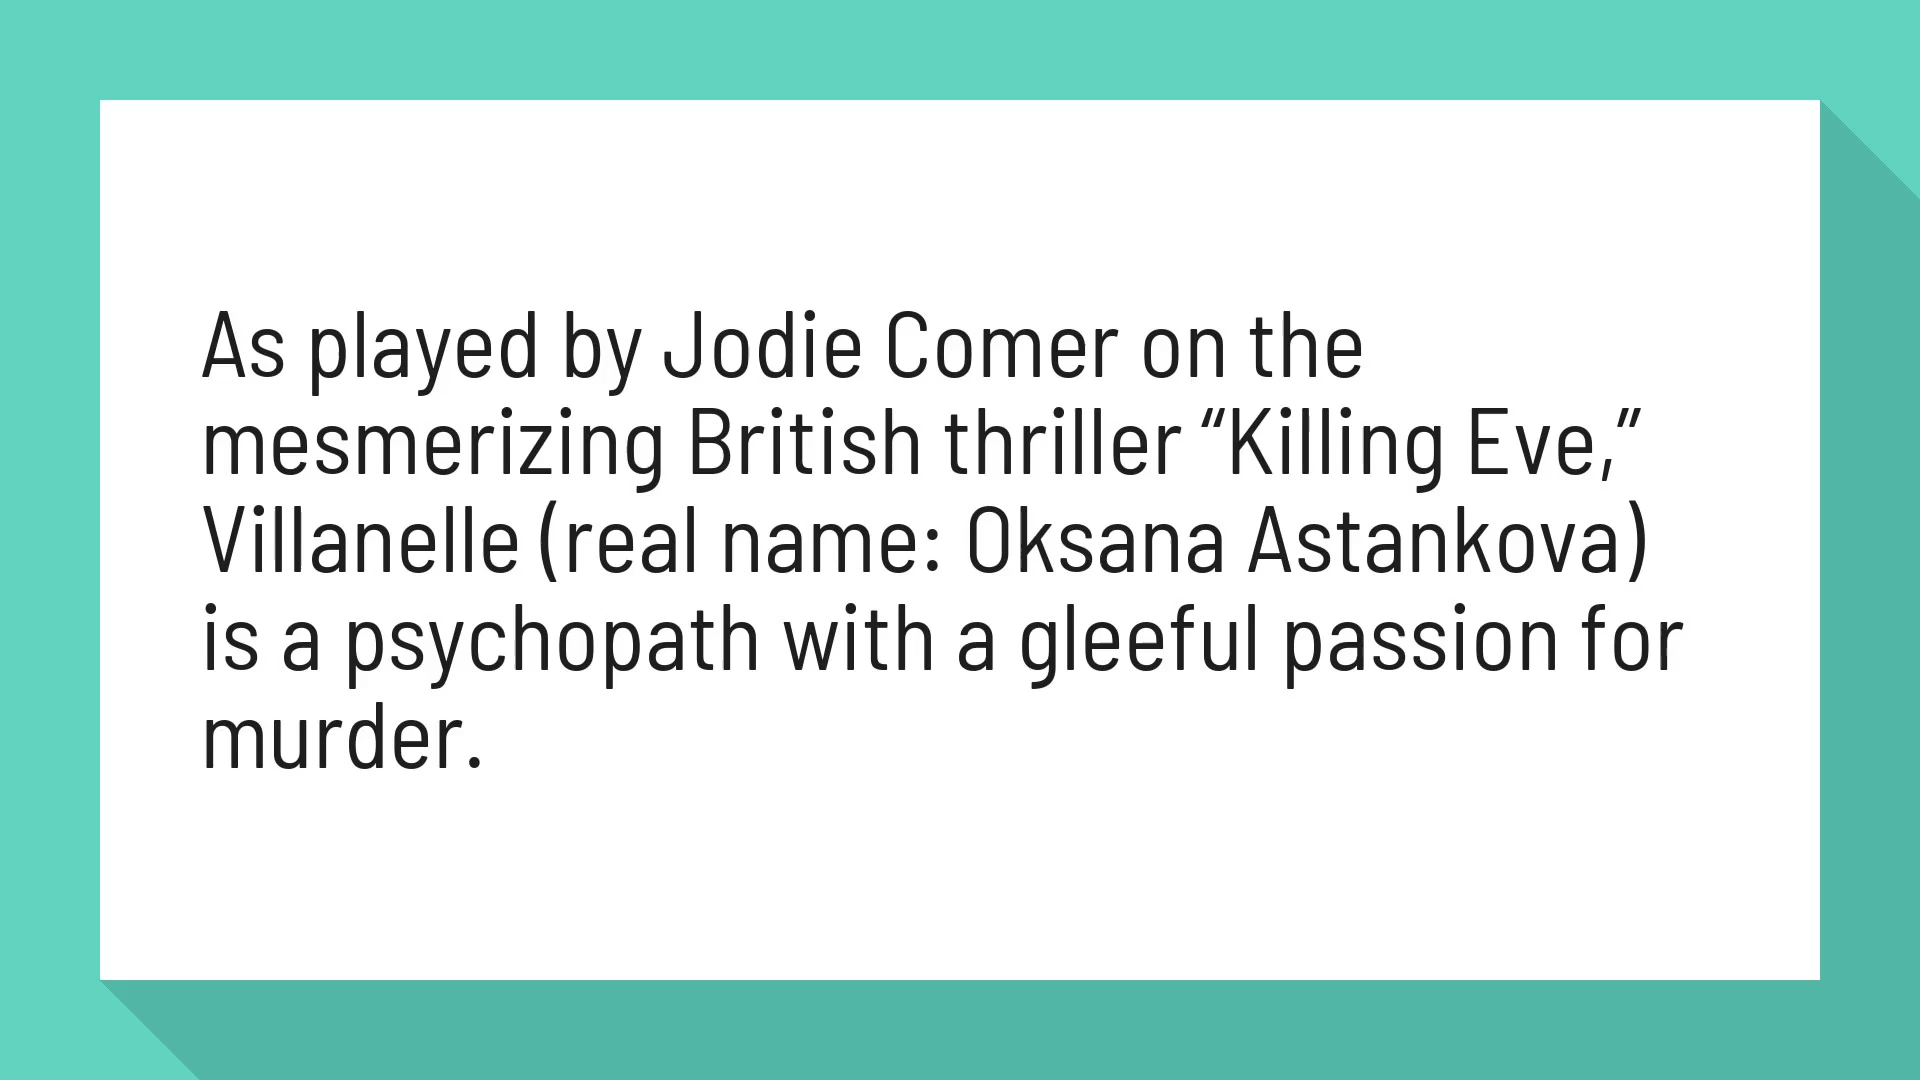 As played by Jodie Comer on the
mesmerizing British thriller “Killing Eve,”
Villanelle (real name: Oksana Astankova)
is a psychopath with a gleeful passion for
murder.